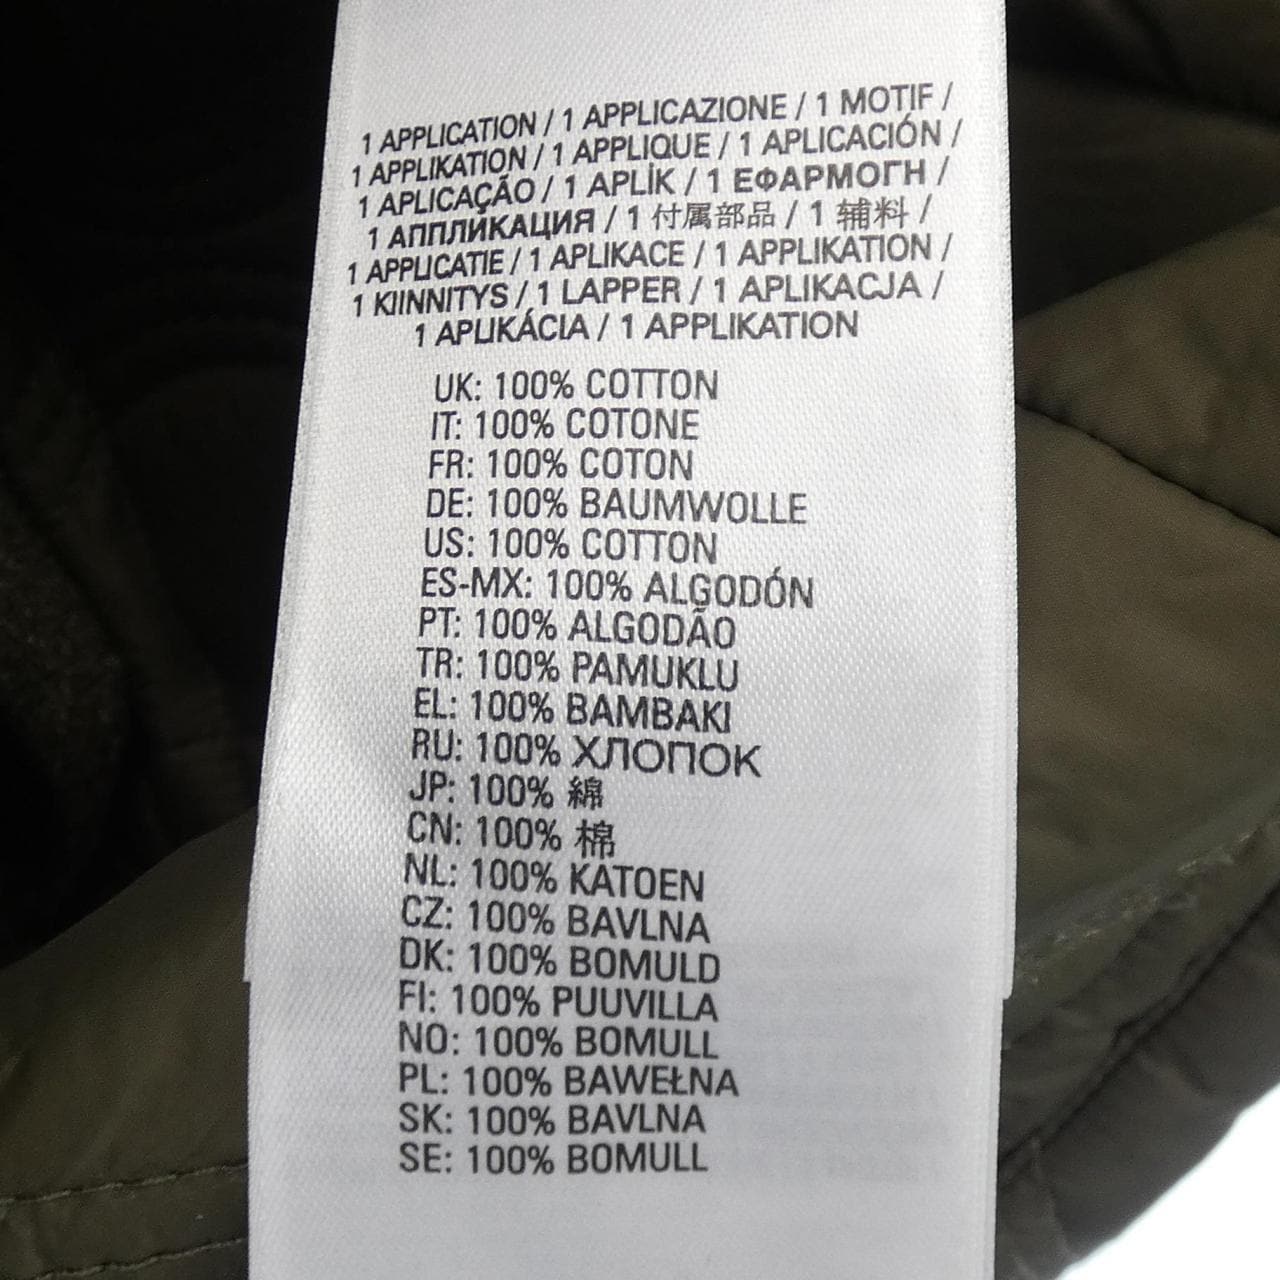 1 APPLICATION / 1 APPLICAZIONE / 1 MOTIF /
1 APPLIKATION / 1 APPLIQUE / 1 APLICACIÓN /
1 APLICAÇÃO / 1 APLİK / 1 ΕΦΑΡΜΟΓΗ /
1 АППЛИКАЦИЯ / 1 付属部品 / 1 辅料 /
1 APPLICATIE / 1 APLIKACE / 1 APPLIKATION /
1 KIINNITYS / 1 LAPPER / 1 APLIKACJA /
1 APLIKÁCIA / 1 APPLIKATION
UK: 100% COTTON
IT: 100% COTONE
FR: 100% COTON
DE: 100% BAUMWOLLE
US: 100% COTTON
ES-MX: 100% ALGODÓN
PT: 100% ALGODÃO
TR: 100% PAMUKLU
EL: 100% ΒΑΜΒΑΚΙ
RU: 100% ХЛОПОК
JP: 100% 綿
CN: 100% 棉
NL: 100% KATOEN
CZ: 100% BAVLNA
DK: 100% BOMULD
FI: 100% PUUVILLA
NO: 100% BOMULL
PL: 100% BAWEŁNA
SK: 100% BAVLNA
SE: 100% BOMULL